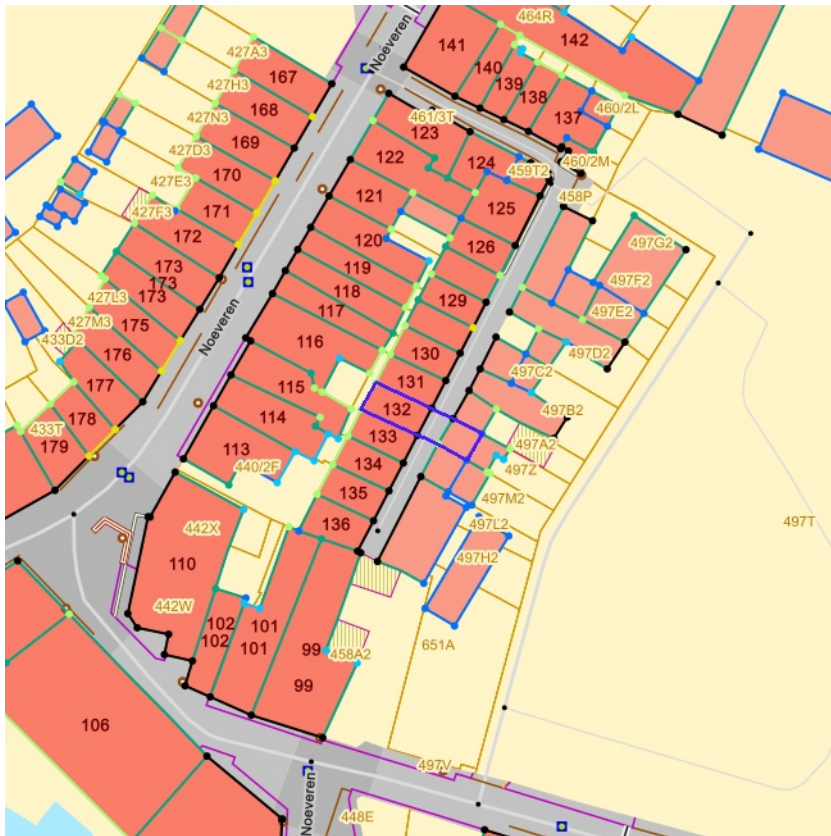 464R
142
Noeveren
141
140
139
138
137
460/2L
427A3
167
427H3
168
427N3
169
427D3
170
427E3
171
427F3
172
173
173
173
427L3
427M3
175
433D2
176
177
178
433T
179
461/3T
123
122
124
459T2
460/2M
458P
121
125
120
126
119
118
117
129
116
130
131
115
132
114
133
113
134
440/2F
135
136
Noeveren
497G2
497F2
497E2
497D2
497C2
497B2
497A2
497Z
497M2
497L2
497H2
497T
442X
110
442W
102
102
101
101
99
99
458A2
651A
106
497V
Noeveren
448E